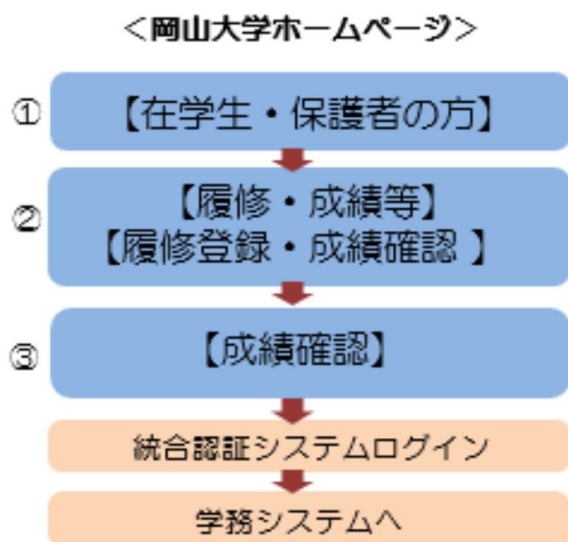 ＜岡山大学ホームページ＞
① 【在学生・保護者の方】
② 【履修・成績等】
【履修登録・成績確認 】
③ 【成績確認】
統合認証システムログイン
学務システムへ